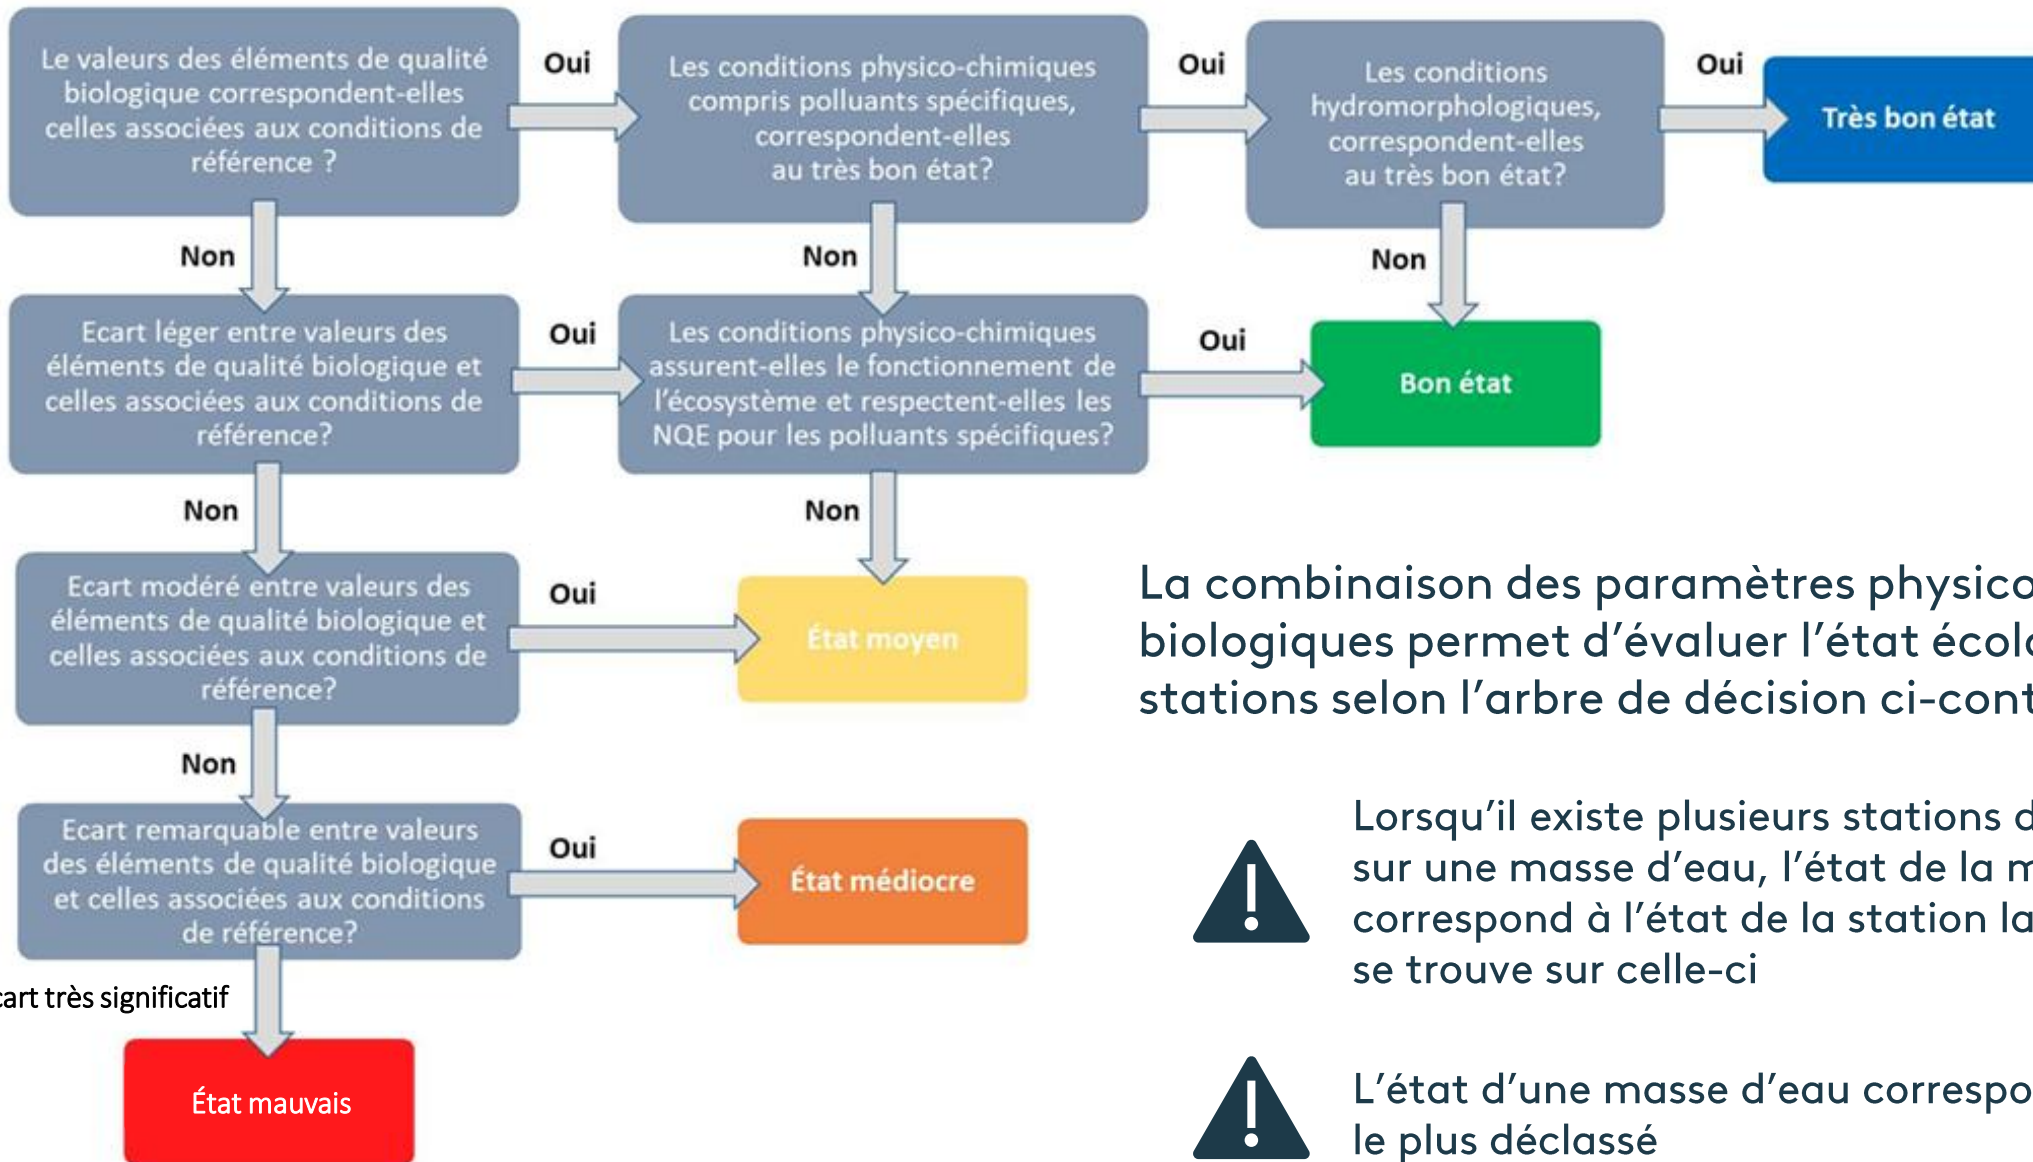 Le valeurs des éléments de qualité
biologique correspondent-elles
celles associées aux conditions de
référence ?
Oui
Les conditions physico-chimiques
compris polluants spécifiques,
correspondent-elles
au très bon état?
Oui
Les conditions
hydromorphologiques,
correspondent-elles
au très bon état?
Oui
Très bon état
Non
Non
Non
Ecart léger entre valeurs des
éléments de qualité biologique et
celles associées aux conditions de
référence?
Oui
Les conditions physico-chimiques
assurent-elles le fonctionnement de
l'écosystème et respectent-elles les
NQE pour les polluants spécifiques?
Oui
Bon état
Non
Non
Ecart modéré entre valeurs des
éléments de qualité biologique et
celles associées aux conditions de
référence?
Oui
État moyen
Non
Ecart remarquable entre valeurs
des éléments de qualité biologique
et celles associées aux conditions
de référence?
Oui
État médiocre
cart très significatif
État mauvais
La combinaison des paramètres physico
biologiques permet d'évaluer l'état écolo
stations selon l'arbre de décision ci-cont
Lorsqu'il existe plusieurs stations d
sur une masse d'eau, l'état de la m
correspond à l'état de la station la
se trouve sur celle-ci
L'état d'une masse d'eau correspo
le plus déclassé